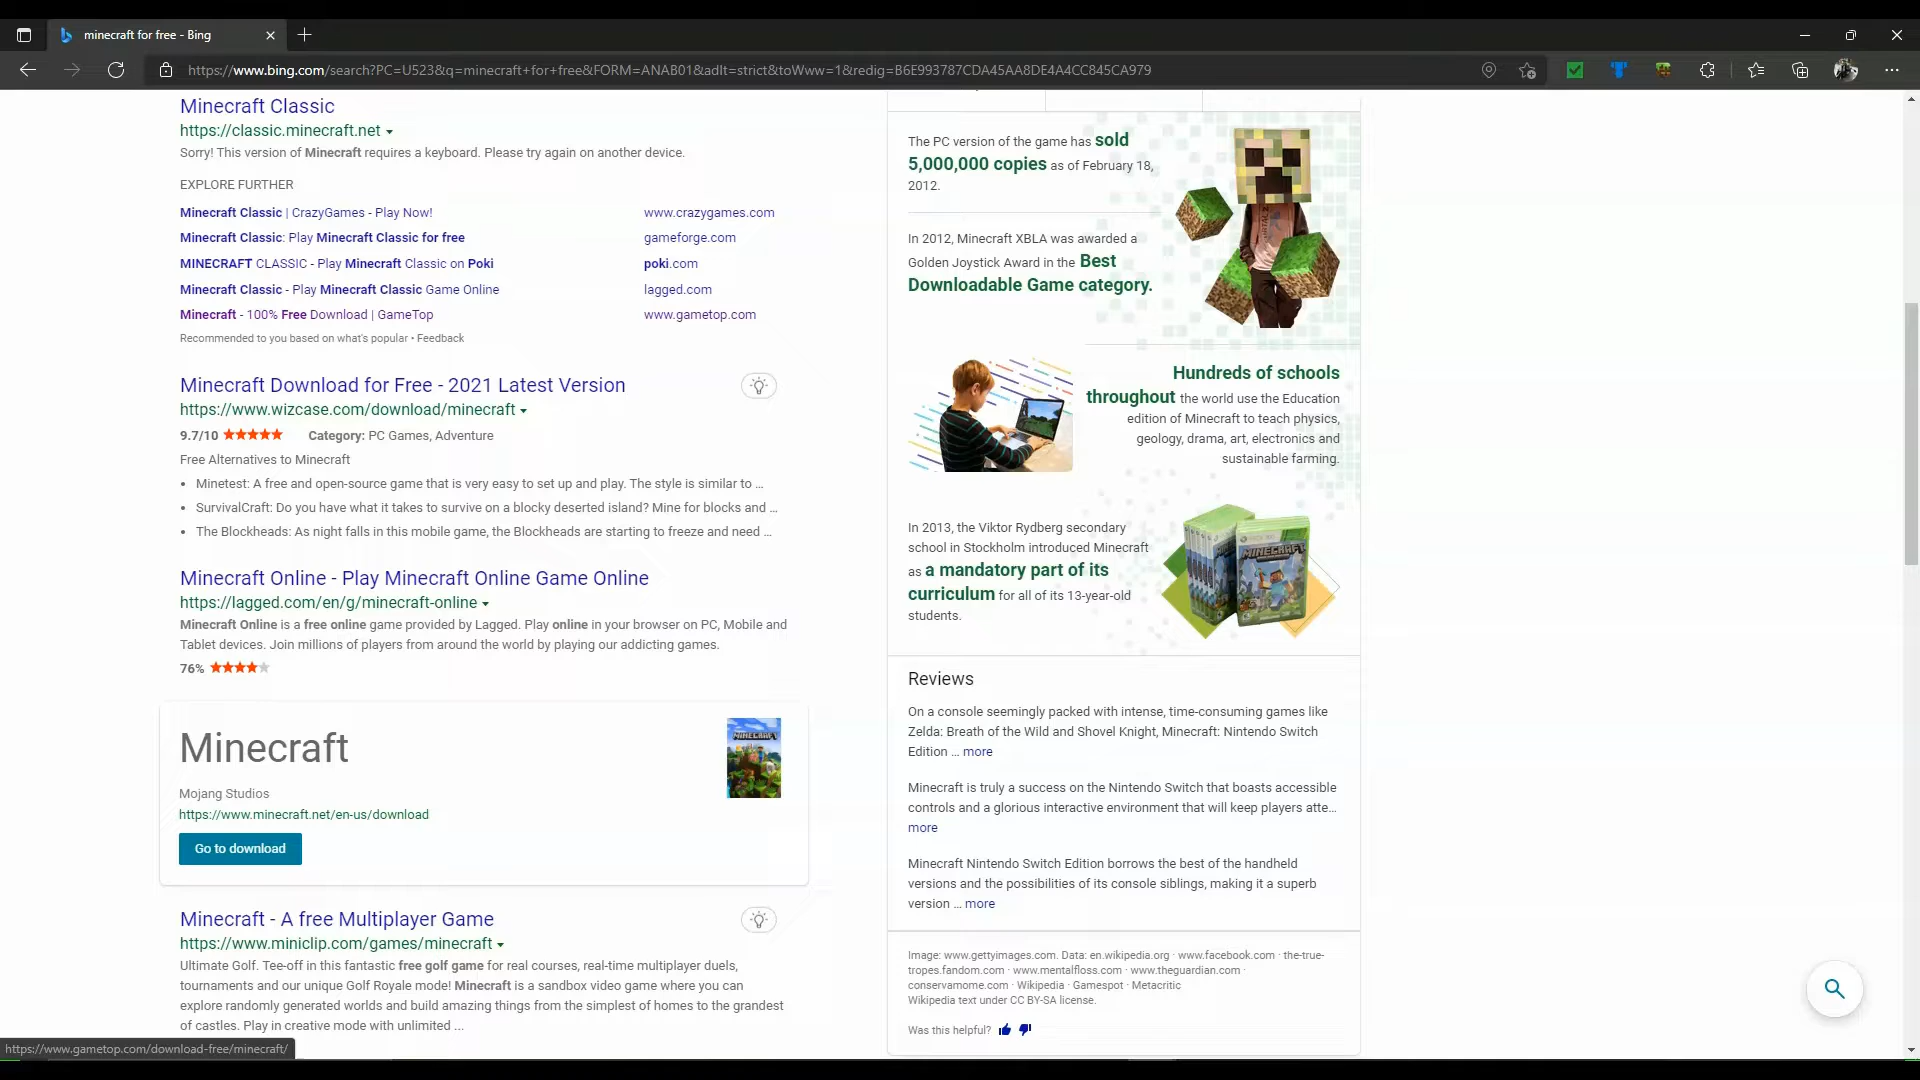 minecraft for free - Bing
https://www.bing.com/search?PC=U523&q=minecraft+for+free&FORM=ANAB01&adlt=strict&toWww=1&redig=B6E993787CDA45AA8DE4A4CC845CA979
Minecraft Classic
https://classic.minecraft.net
Sorry! This version of Minecraft requires a keyboard. Please try again on another device.
EXPLORE FURTHER
Minecraft Classic | CrazyGames - Play Now! www.crazygames.com
Minecraft Classic: Play Minecraft Classic for free gameforge.com
MINECRAFT CLASSIC - Play Minecraft Classic on Poki poki.com
Minecraft Classic - Play Minecraft Classic Game Online lagged.com
Minecraft - 100% Free Download | GameTop www.gametop.com
Recommended to you based on what's popular • Feedback
Minecraft Download for Free - 2021 Latest Version
https://www.wizcase.com/download/minecraft
9.7/10 Category: PC Games, Adventure
Free Alternatives to Minecraft
• Minetest: A free and open-source game that is very easy to set up and play. The style is similar to ...
• SurvivalCraft: Do you have what it takes to survive on a blocky deserted island? Mine for blocks and ...
• The Blockheads: As night falls in this mobile game, the Blockheads are starting to freeze and need ...
Minecraft Online - Play Minecraft Online Game Online
https://lagged.com/en/g/minecraft-online
Minecraft Online is a free online game provided by Lagged. Play online in your browser on PC, Mobile and
Tablet devices. Join millions of players from around the world by playing our addicting games.
76%
Minecraft
MINECRAFT
Mojang Studios
https://www.minecraft.net/en-us/download
Go to download
Minecraft - A free Multiplayer Game
https://www.miniclip.com/games/minecraft
Ultimate Golf. Tee-off in this fantastic free golf game for real courses, real-time multiplayer duels,
tournaments and our unique Golf Royale mode! Minecraft is a sandbox video game where you can
explore randomly generated worlds and build amazing things from the simplest of homes to the grandest
of castles. Play in creative mode with unlimited ...
https://www.gametop.com/download-free/minecraft/
The PC version of the game has sold
5,000,000 copies as of February 18,
2012.
In 2012, Minecraft XBLA was awarded a
Golden Joystick Award in the Best
Downloadable Game category.
Hundreds of schools
throughout the world use the Education
edition of Minecraft to teach physics,
geology, drama, art, electronics and
sustainable farming.
In 2013, the Viktor Rydberg secondary
school in Stockholm introduced Minecraft
as a mandatory part of its
curriculum for all of its 13-year-old
students.
MINECRAFT
Reviews
On a console seemingly packed with intense, time-consuming games like
Zelda: Breath of the Wild and Shovel Knight, Minecraft: Nintendo Switch
Edition ... more
Minecraft is truly a success on the Nintendo Switch that boasts accessible
controls and a glorious interactive environment that will keep players atte...
more
Minecraft Nintendo Switch Edition borrows the best of the handheld
versions and the possibilities of its console siblings, making it a superb
version ... more
Image: www.gettyimages.com. Data: en.wikipedia.org · www.facebook.com · the-true-
tropes.fandom.com · www.mentalfloss.com · www.theguardian.com ·
conservamome.com · Wikipedia · Gamespot · Metacritic
Wikipedia text under CC BY-SA license.
Was this helpful?